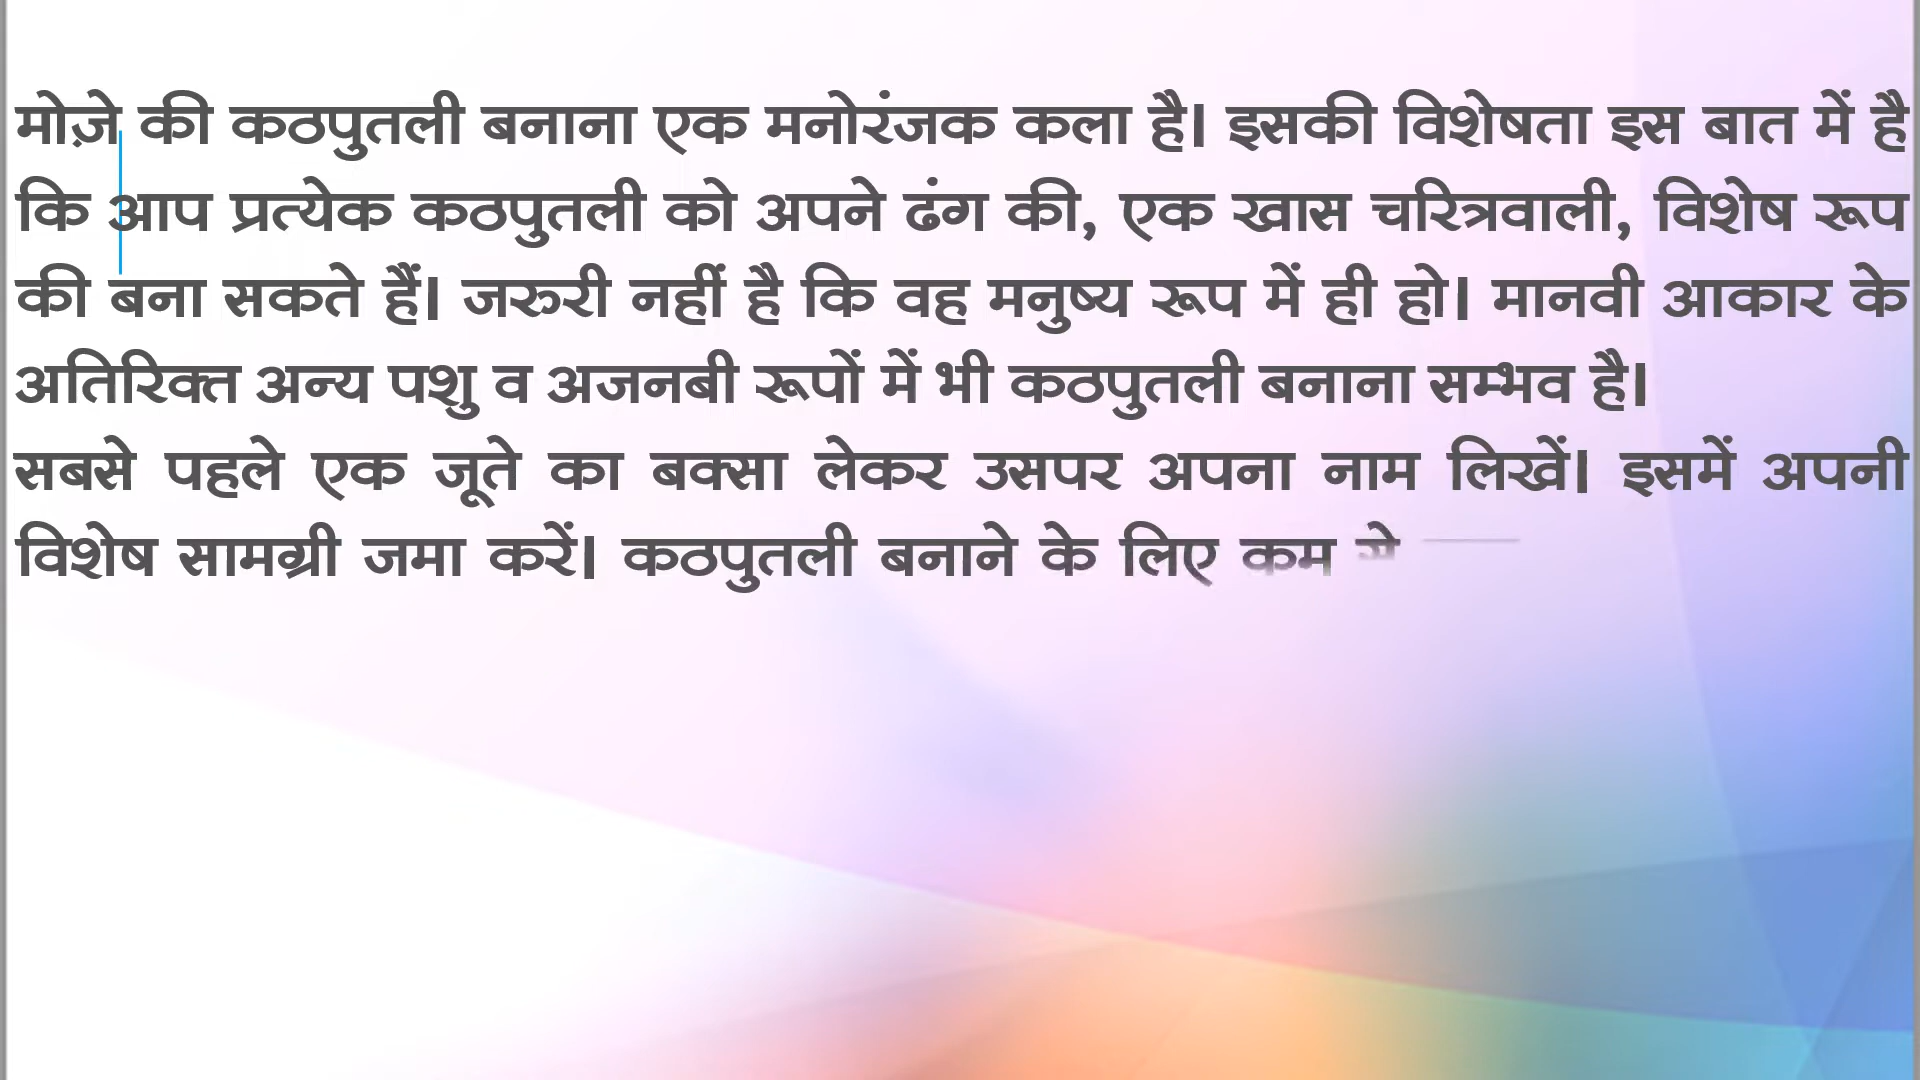 मोज़े की कठपुतली बनाना एक मनोरंजक कला है। इसकी विशेषता इस बात में है
कि आप प्रत्येक कठपुतली को अपने ढंग की, एक खास चरित्रवाली, विशेष रूप
की बना सकते हैं। जरुरी नहीं है कि वह मनुष्य रूप में ही हो। मानवी आकार के
अतिरिक्त अन्य पशु व अजनबी रूपों में भी कठपुतली बनाना सम्भव है।
सबसे पहले एक जूते का बक्सा लेकर उसपर अपना नाम लिखें। इसमें अपनी
विशेष सामग्री जमा करें। कठपुतली बनाने के लिए कम से